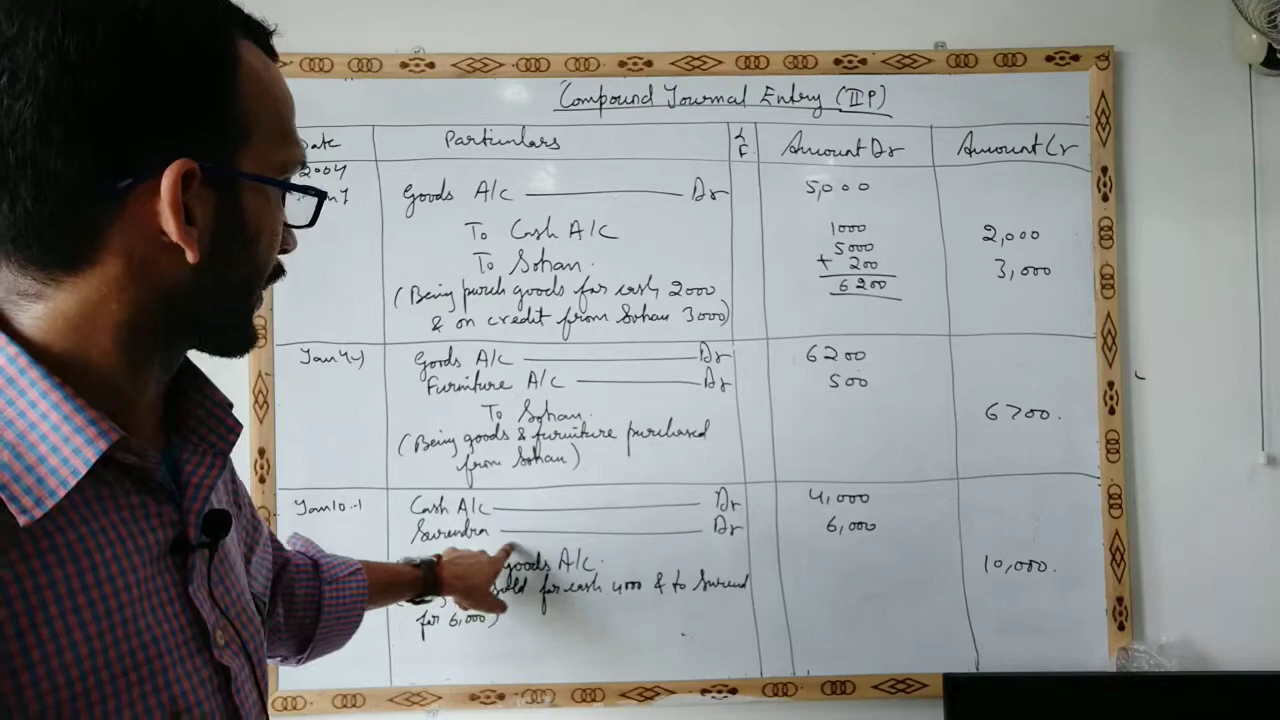 Compound Journal Entry (IIP)
Date Particulars L F Amount Dr Amount Cr
2004
Goods A/c Dr 5,000
To Cash A/c 2,000
To Sohan. 3,000
1000
5000
+ 200
6200
(Being purch goods for cash 2000
& on credit from Sohan 3000)
Goods A/c Dr 6200
Furniture A/c Dr 500
To Sohan. 6700.
(Being goods & furniture purchased
from Sohan)
Jan 10 Cash A/c Dr 4,000
Surendra Dr 6,000
goods A/c. 10,000.
sold for cash 4000 & to Surend
for 6,000)